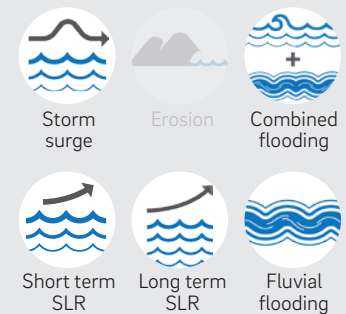 Storm
surge
Erosion
Combined
flooding
Short term
SLR
Long term
SLR
Fluvial
flooding